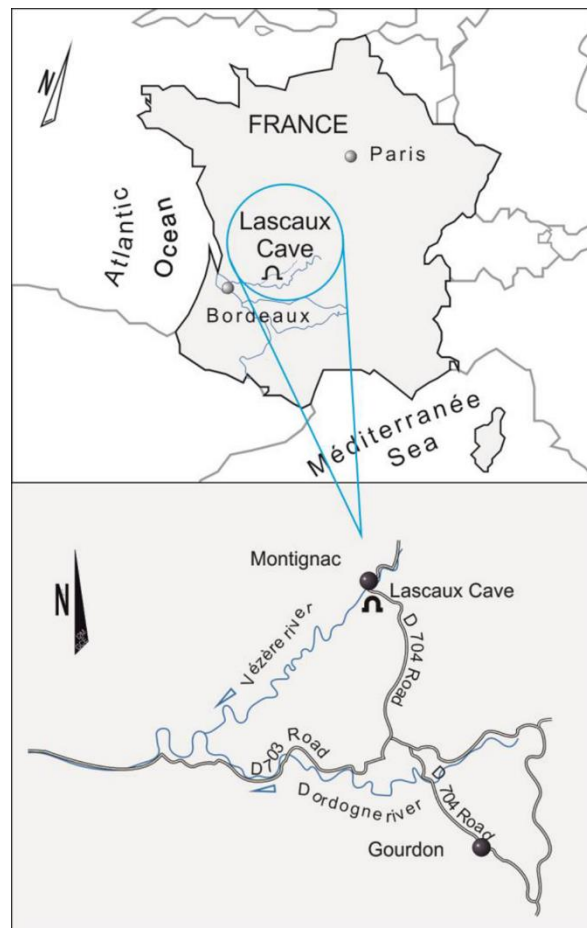 N
FRANCE
Paris
Atlantic
Ocean
Lascaux
Cave
Bordeaux
Méditerranée
Sea
Montignac
N
Lascaux Cave
Vézère river
D 704 Road
D703 Road
Dordogne river
D 704 Road
Gourdon